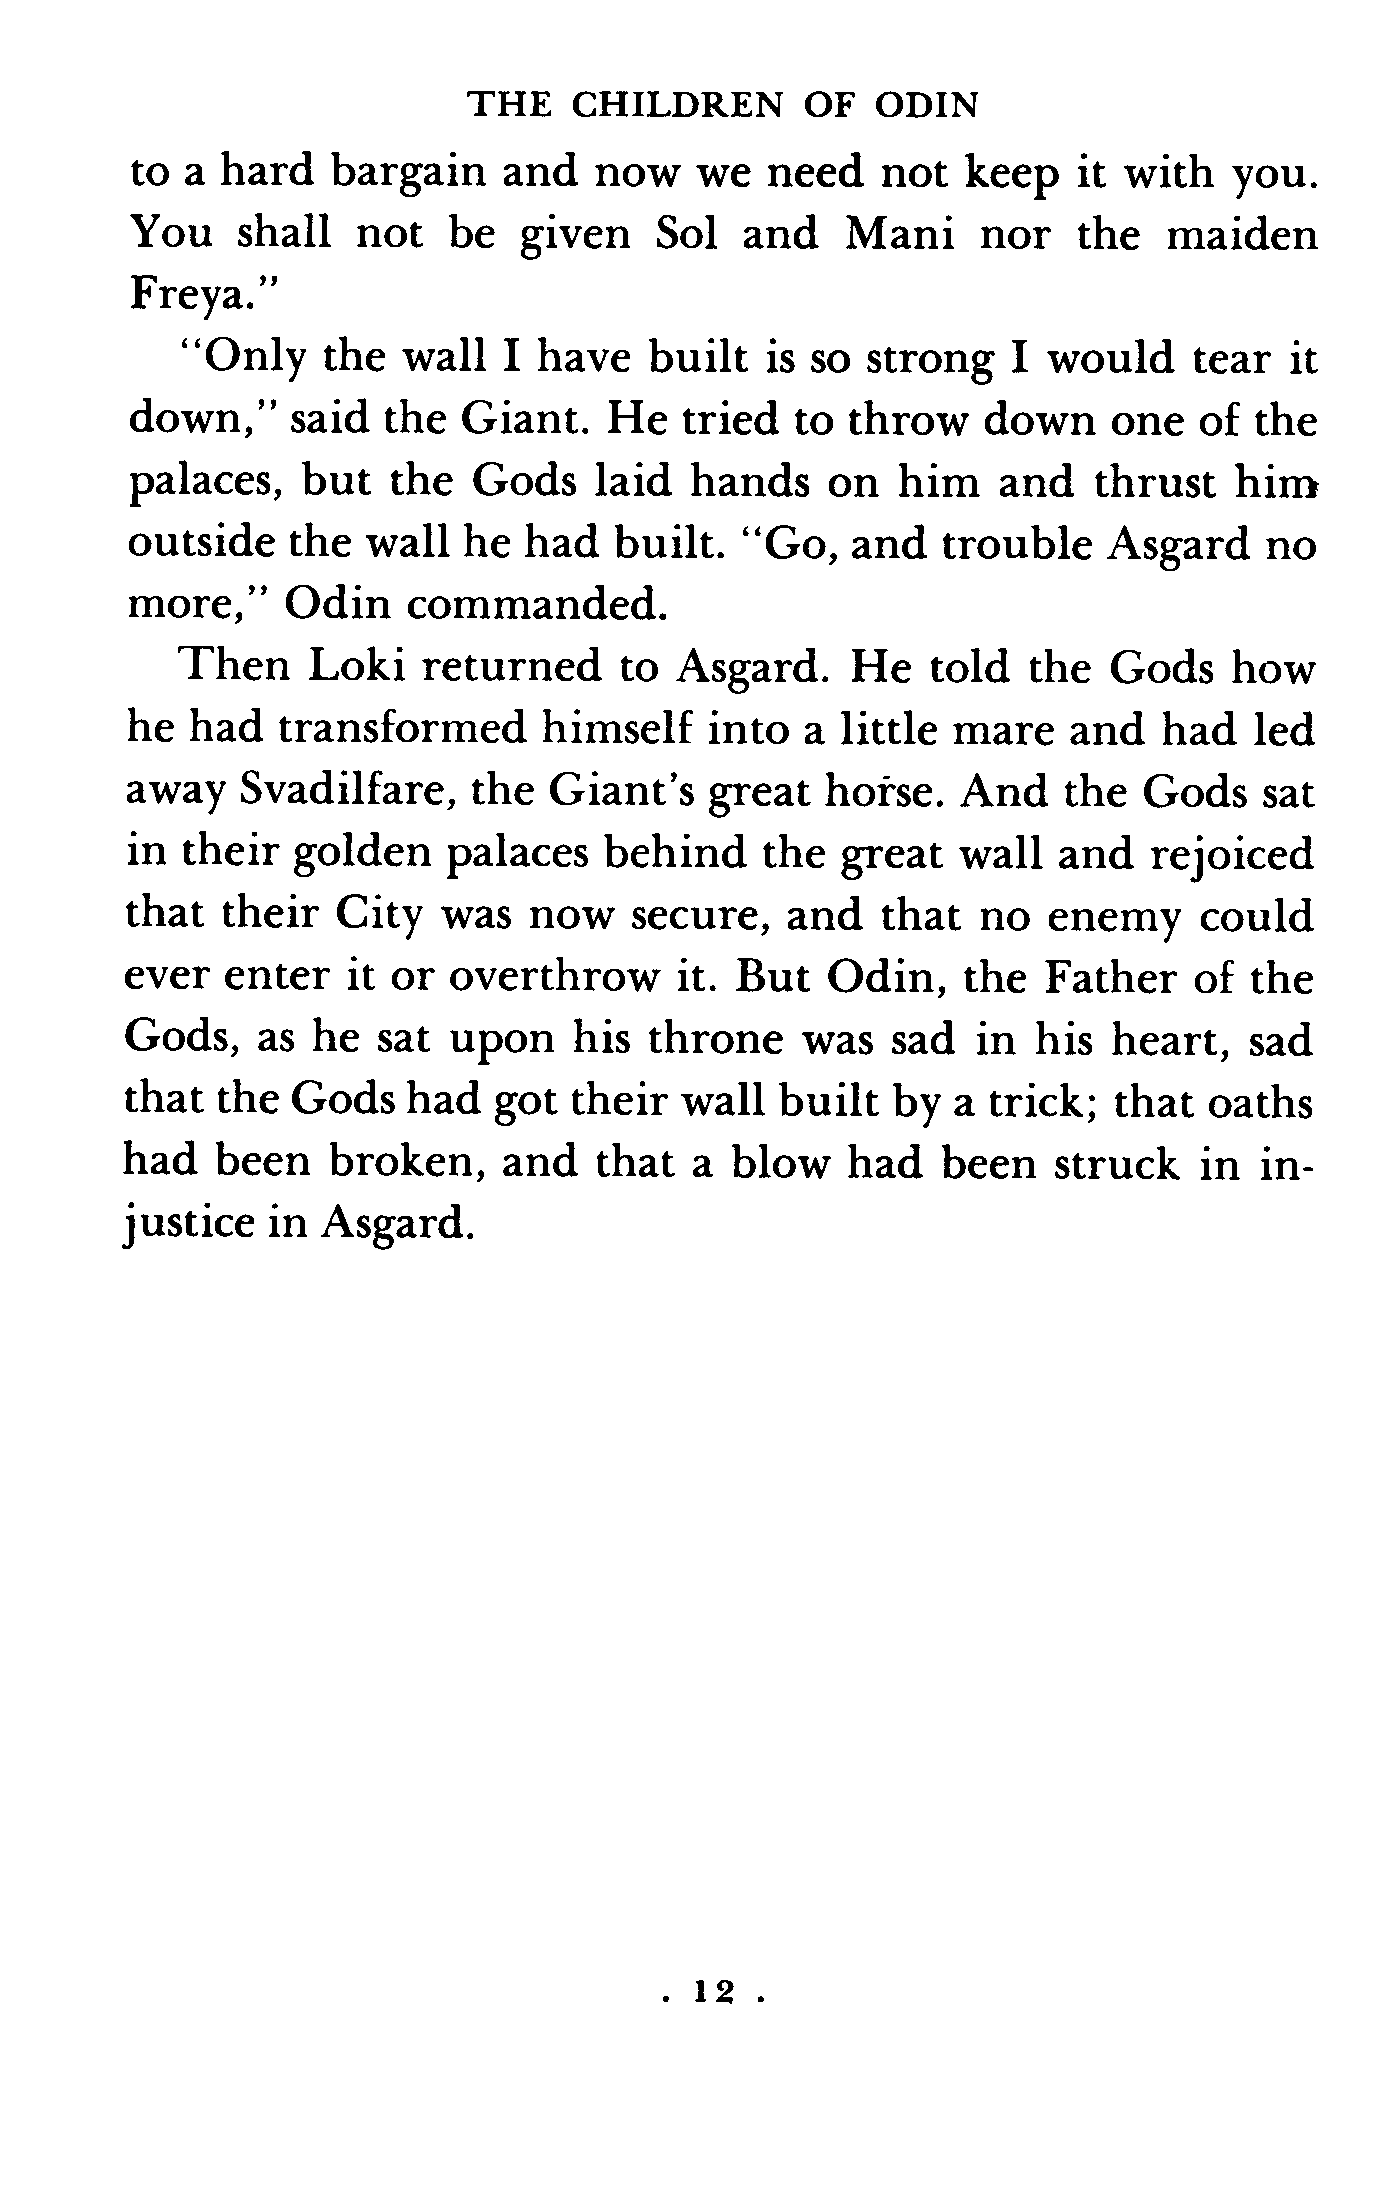 THE CHILDREN OF ODIN
to a hard bargain and now we need not keep it with you.
You shall not be given Sol and Mani nor the maiden
Freya."
"Only the wall I have built is so strong I would tear it
down," said the Giant. He tried to throw down one of the
palaces, but the Gods laid hands on him and thrust him
outside the wall he had built. "Go, and trouble Asgard no
more," Odin commanded.
Then Loki returned to Asgard. He told the Gods how
he had transformed himself into a little mare and had led
away Svadilfare, the Giant's great horse. And the Gods sat
in their golden palaces behind the great wall and rejoiced
that their City was now secure, and that no enemy could
ever enter it or overthrow it. But Odin, the Father of the
Gods, as he sat upon his throne was sad in his heart, sad
that the Gods had got their wall built by a trick; that oaths
had been broken, and that a blow had been struck in in-
justice in Asgard.
. 12 .